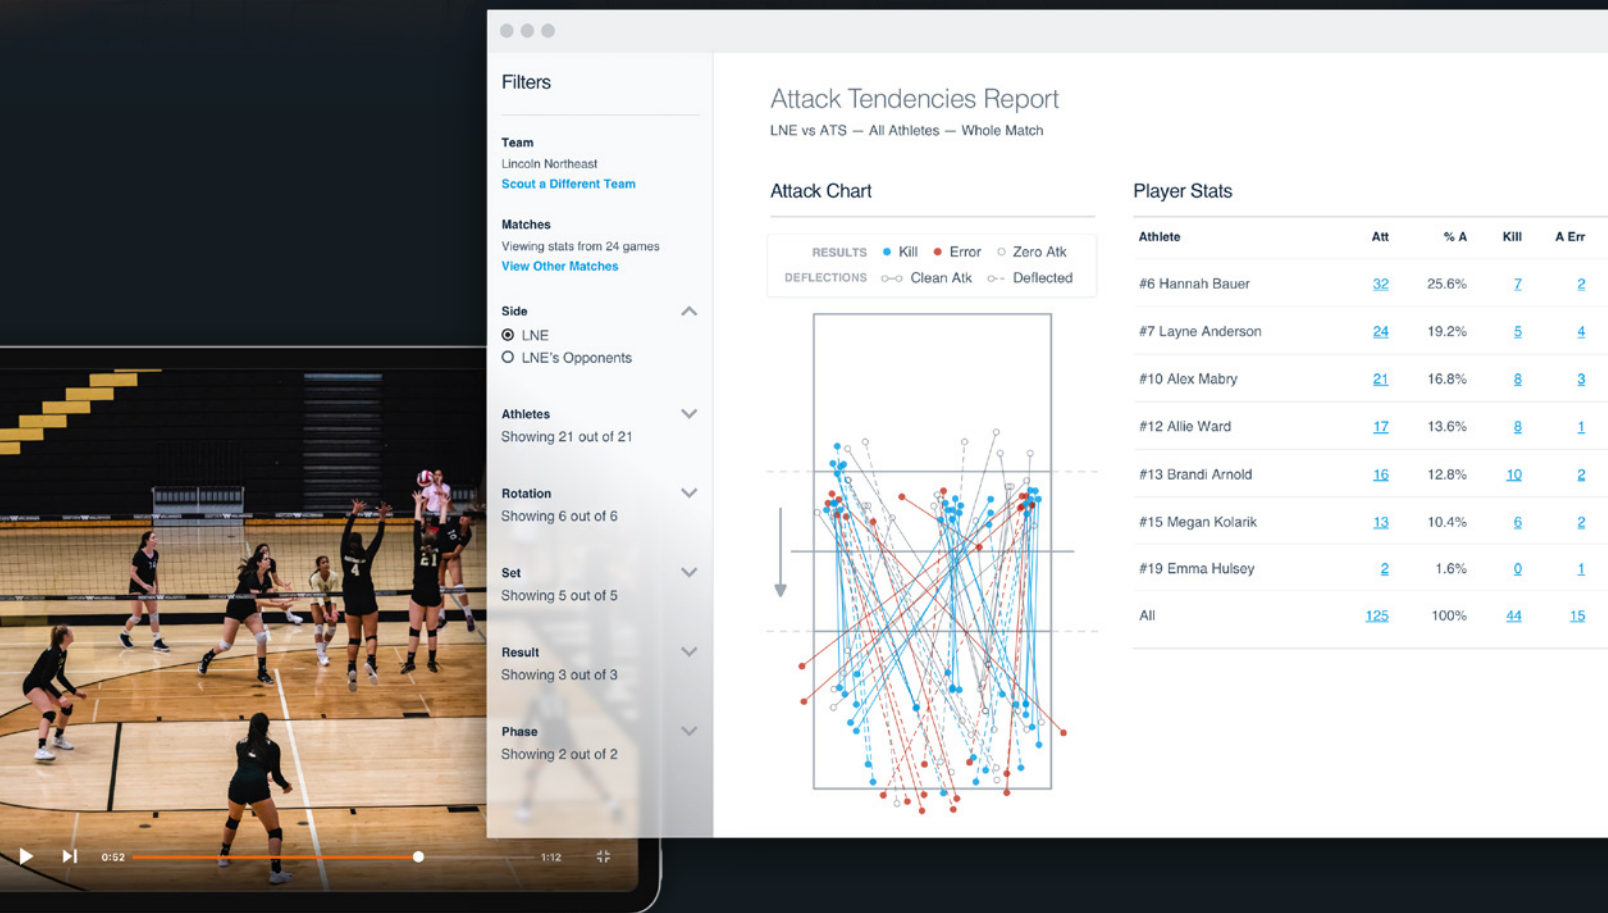 Filters
Team
Lincoln Northeast
Scout a Different Team
Matches
Viewing stats from 24 games
View Other Matches
Side
LNE
LNE's Opponents
Athletes
Showing 21 out of 21
Rotation
Showing 6 out of 6
Set
Showing 5 out of 5
Result
Showing 3 out of 3
Phase
Showing 2 out of 2
Attack Tendencies Report
LNE vs ATS — All Athletes — Whole Match
Attack Chart
RESULTS Kill Error Zero Atk
DEFLECTIONS Clean Atk Deflected
Player Stats
Athlete Att % A Kill A Err
#6 Hannah Bauer 32 25.6% 7 2
#7 Layne Anderson 24 19.2% 5 4
#10 Alex Mabry 21 16.8% 8 3
#12 Allie Ward 17 13.6% 8 1
#13 Brandi Arnold 16 12.8% 10 2
#15 Megan Kolarik 13 10.4% 6 2
#19 Emma Hulsey 2 1.6% 0 1
All 125 100% 44 15
4
21
0:52
1:12